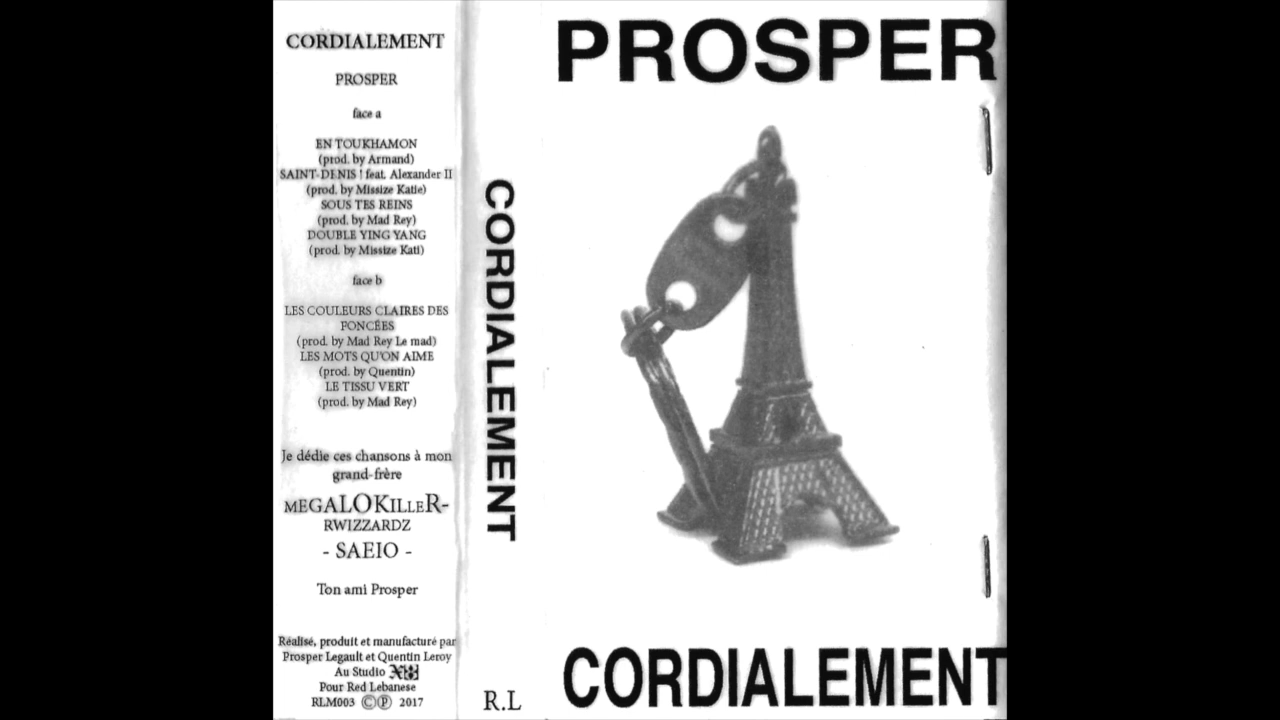 CORDIALEMENT
PROSPER
face a
EN TOUKHAMON
(prod. by Armand)
SAINT-DENIS ! feat. Alexander II
(prod. by Missize Katie)
SOUS TES REINS
(prod. by Mad Rey)
DOUBLE YING YANG
(prod. by Missize Kati)
face b
LES COULEURS CLAIRES DES
FONCÉES
(prod. by Mad Rey Le mad)
LES MOTS QU'ON AIME
(prod. by Quentin)
LE TISSU VERT
(prod. by Mad Rey)
Je dédie ces chansons à mon
grand-frère
MEGALOKILLER-
RWIZZARDZ
- SAEIO -
Ton ami Prosper
Réalisé, produit et manufacturé par
Prosper Legault et Quentin Leroy
Au Studio
Pour Red Lebanese
RLM003 ©Ⓟ 2017
CORDIALEMENT
R.L
PROSPER
CORDIALEMENT